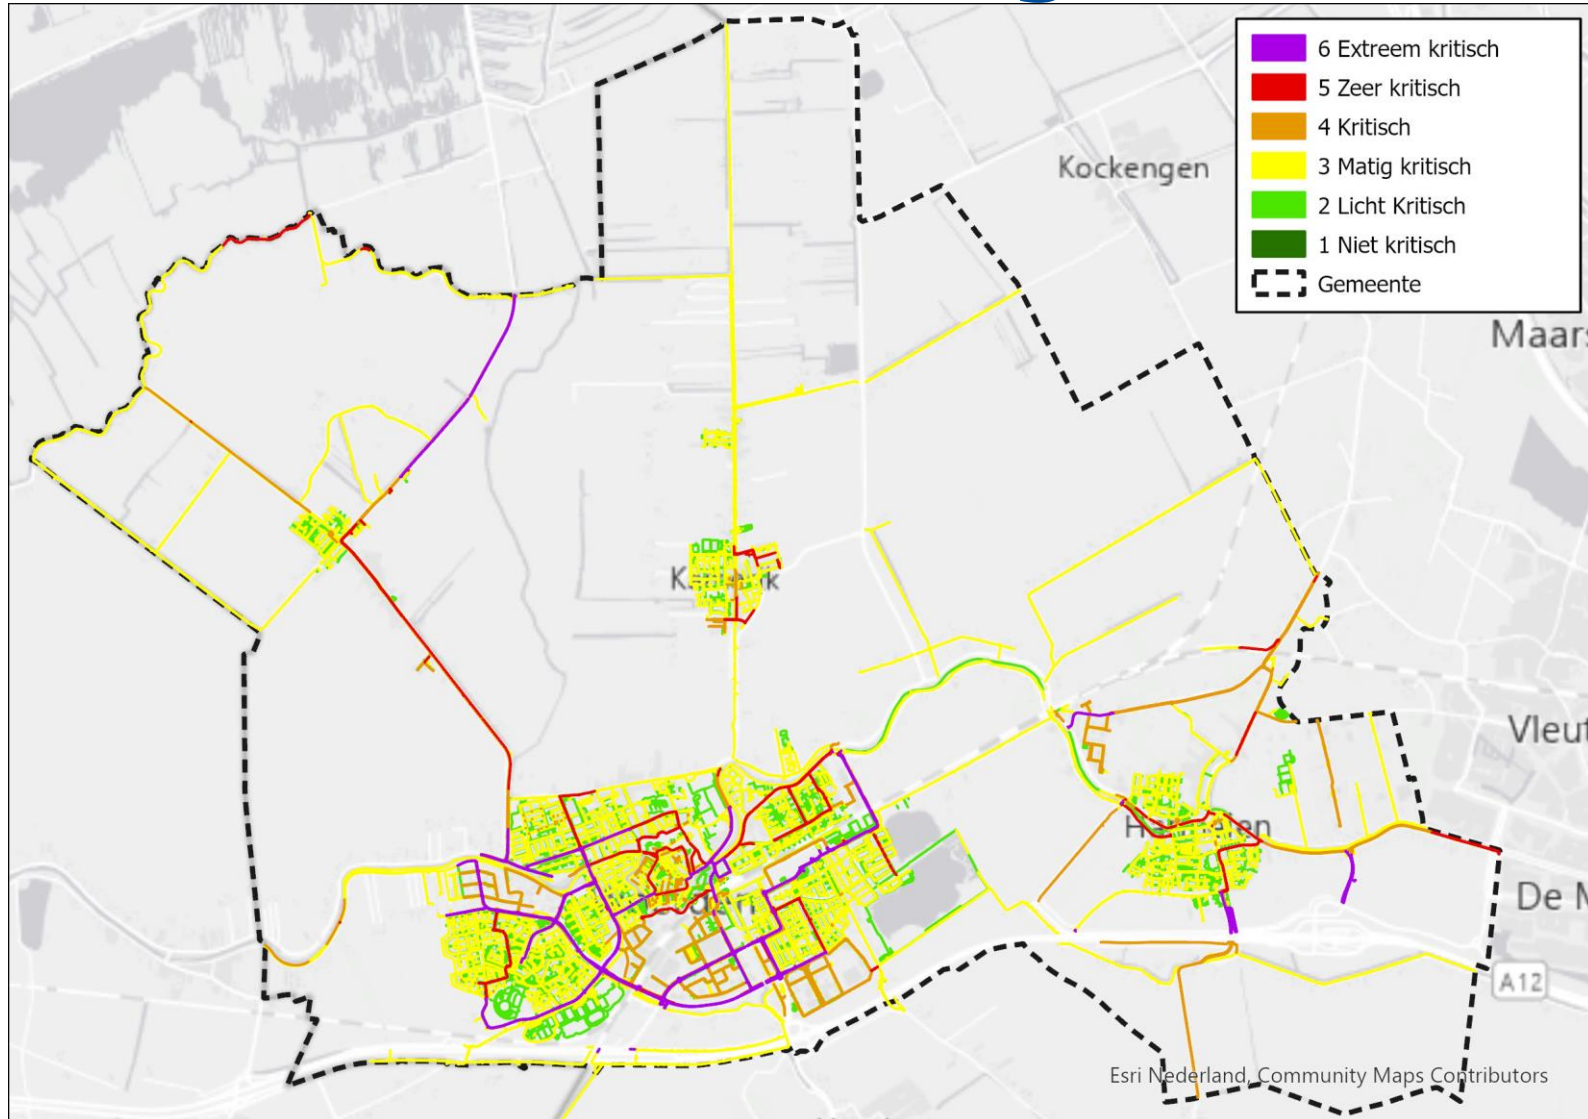 6 Extreem kritisch
5 Zeer kritisch
4 Kritisch
3 Matig kritisch
2 Licht Kritisch
1 Niet kritisch
Gemeente
Kockengen
Maars
Vleut
De M
A12
Esri Nederland, Community Maps Contributors